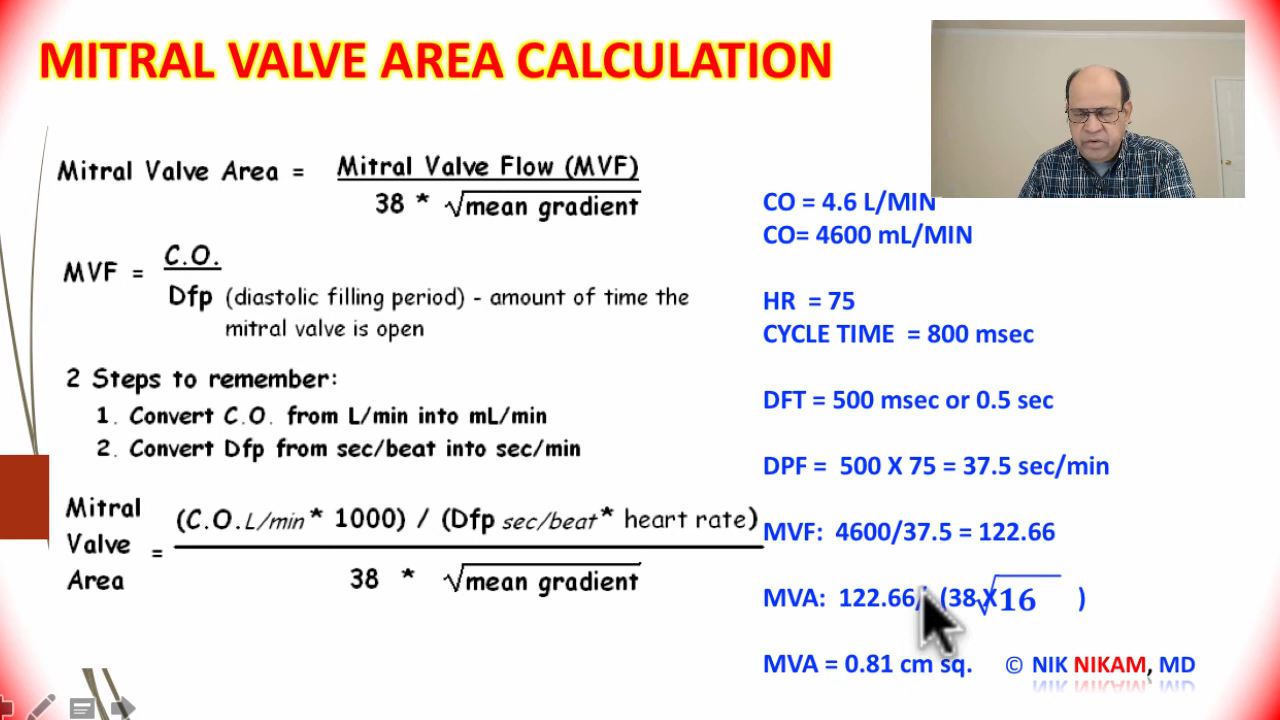 MITRAL VALVE AREA CALCULATION
Mitral Valve Area = Mitral Valve Flow (MVF)
38 * √mean gradient
MVF = C.O.
Dfp (diastolic filling period) - amount of time the
mitral valve is open
2 Steps to remember:
1. Convert C.O. from L/min into mL/min
2. Convert Dfp from sec/beat into sec/min
Mitral Valve Area = (C.O. L/min * 1000) / (Dfp sec/beat * heart rate)
38 * √mean gradient
CO = 4.6 L/MIN
CO= 4600 mL/MIN
HR = 75
CYCLE TIME = 800 msec
DFT = 500 msec or 0.5 sec
DPF = 500 X 75 = 37.5 sec/min
MVF: 4600/37.5 = 122.66
MVA: 122.66/ (38 X √16 )
MVA = 0.81 cm sq.
© NIK NIKAM, MD